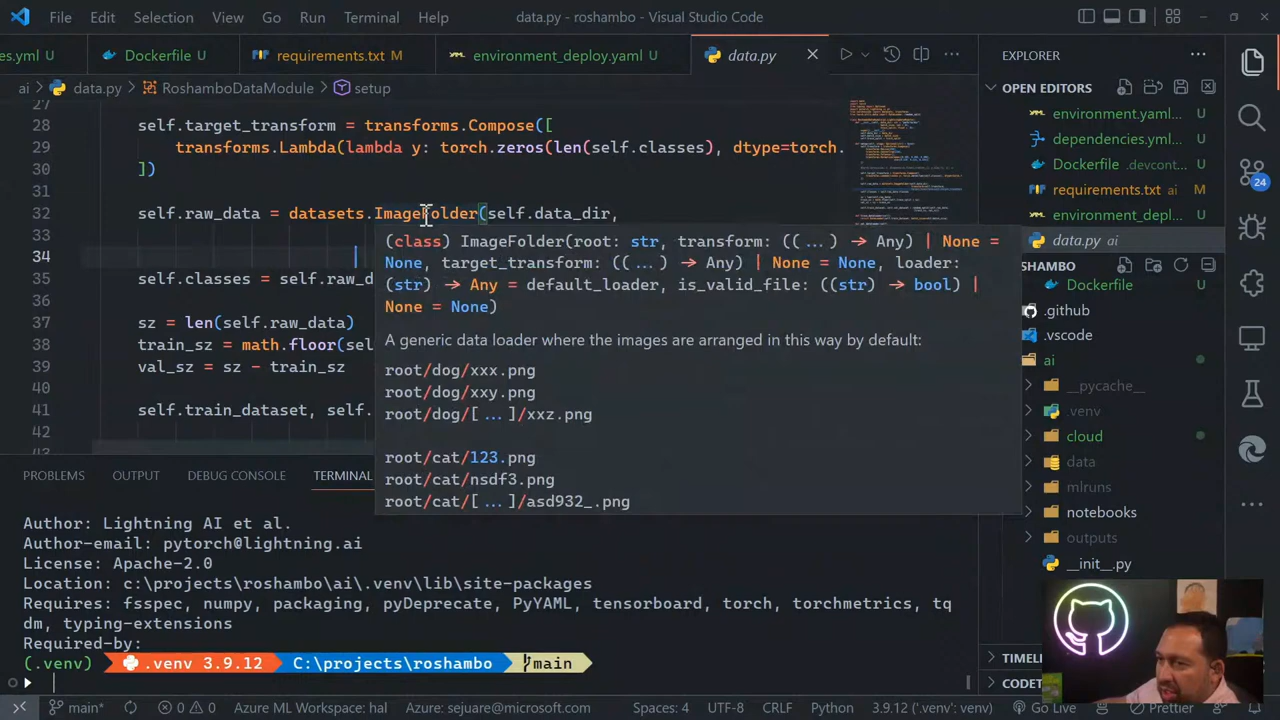 File Edit Selection View Go Run Terminal Help data.py - roshambo - Visual Studio Code
es.yml Dockerfile U requirements.txt M environment_deploy.yaml U data.py
ai > data.py > RoshamboDataModule > setup
27
28 self.target_transform = transforms.Compose([
29 transforms.Lambda(lambda y: torch.zeros(len(self.classes), dtype=torch.
30 ])
31
32 self.raw_data = datasets.ImageFolder(self.data_dir,
33
34
35 self.classes = self.raw_d
36
37 sz = len(self.raw_data)
38 train_sz = math.floor(sel
39 val_sz = sz - train_sz
40
41 self.train_dataset, self.
42
43
(class) ImageFolder(root: str, transform: (( ... ) -> Any) | None =
None, target_transform: (( ... ) -> Any) | None = None, loader:
(str) -> Any = default_loader, is_valid_file: ((str) -> bool) |
None = None)
A generic data loader where the images are arranged in this way by default:
root/dog/xxx.png
root/dog/xxy.png
root/dog/[ ... ]/xxz.png
root/cat/123.png
root/cat/nsdf3.png
root/cat/[ ... ]/asd932_.png
PROBLEMS OUTPUT DEBUG CONSOLE TERMINAL
Author: Lightning AI et al.
Author-email: pytorch@lightning.ai
License: Apache-2.0
Location: c:\projects\roshambo\ai\.venv\lib\site-packages
Requires: fsspec, numpy, packaging, pyDeprecate, PyYAML, tensorboard, torch, torchmetrics, tq
dm, typing-extensions
Required-by:
(.venv) .venv 3.9.12 C:\projects\roshambo main
EXPLORER
OPEN EDITORS
environment.yaml...
dependencies.yml...
Dockerfile .devcont...
requirements.txt M
environment_deploy...
data.py ai
SHAMBO
Dockerfile
.github
.vscode
ai
__pycache__
.venv
cloud
data
mlruns
notebooks
outputs
__init__.py
TIMEL
CODET
24
main* 0 0 Azure ML Workspace: hal Azure: sejuare@microsoft.com Spaces: 4 UTF-8 CRLF Python 3.9.12 ('.venv': venv) Go Live Prettier